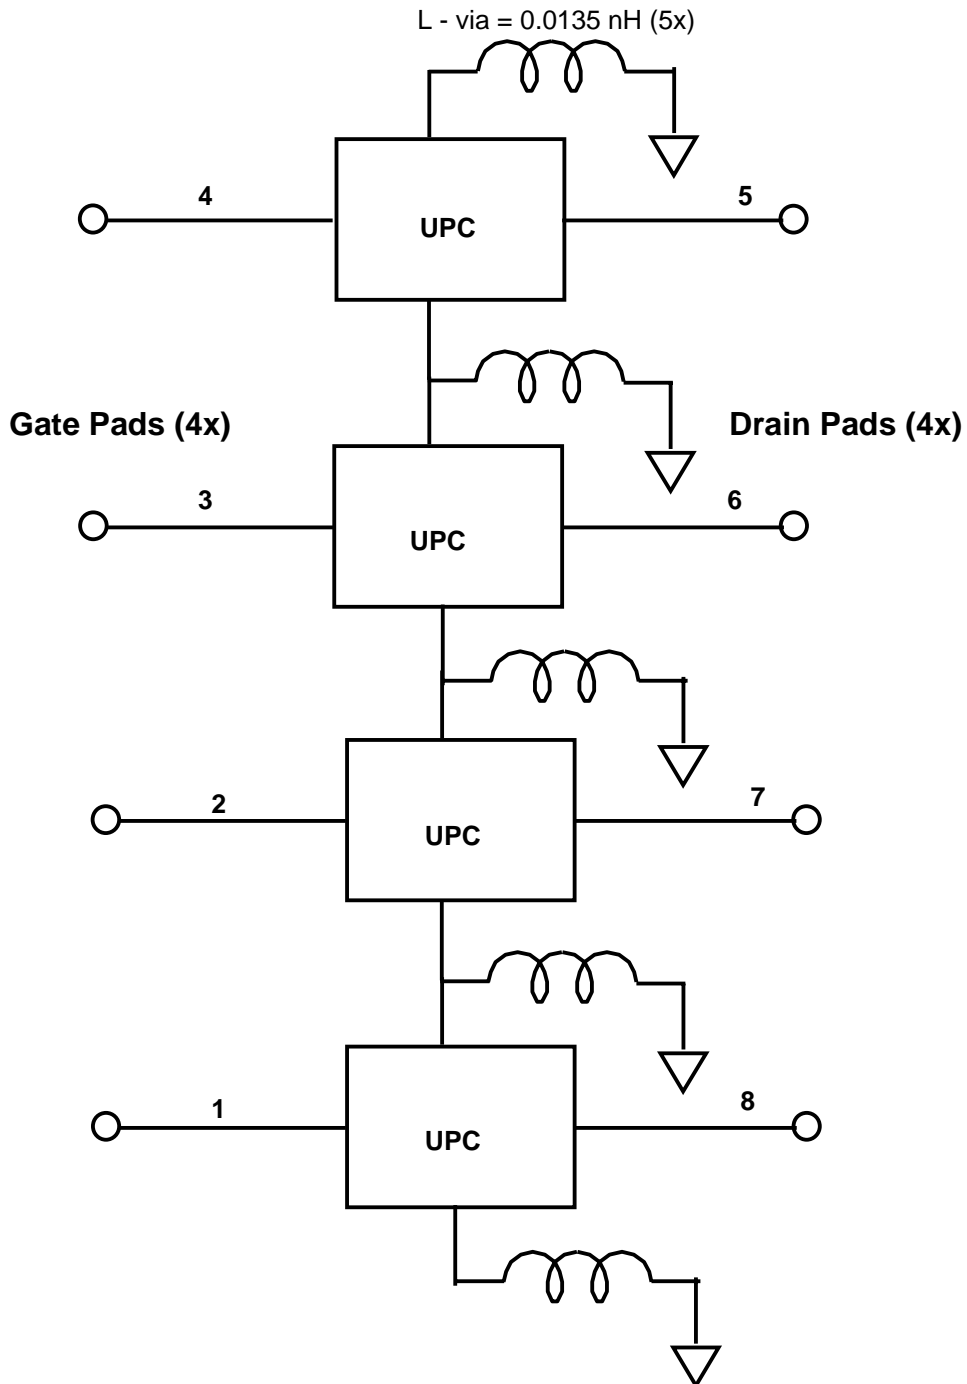 L - via = 0.0135 nH (5x)
4
5
UPC
Gate Pads (4x)
Drain Pads (4x)
3
6
UPC
2
7
UPC
1
8
UPC